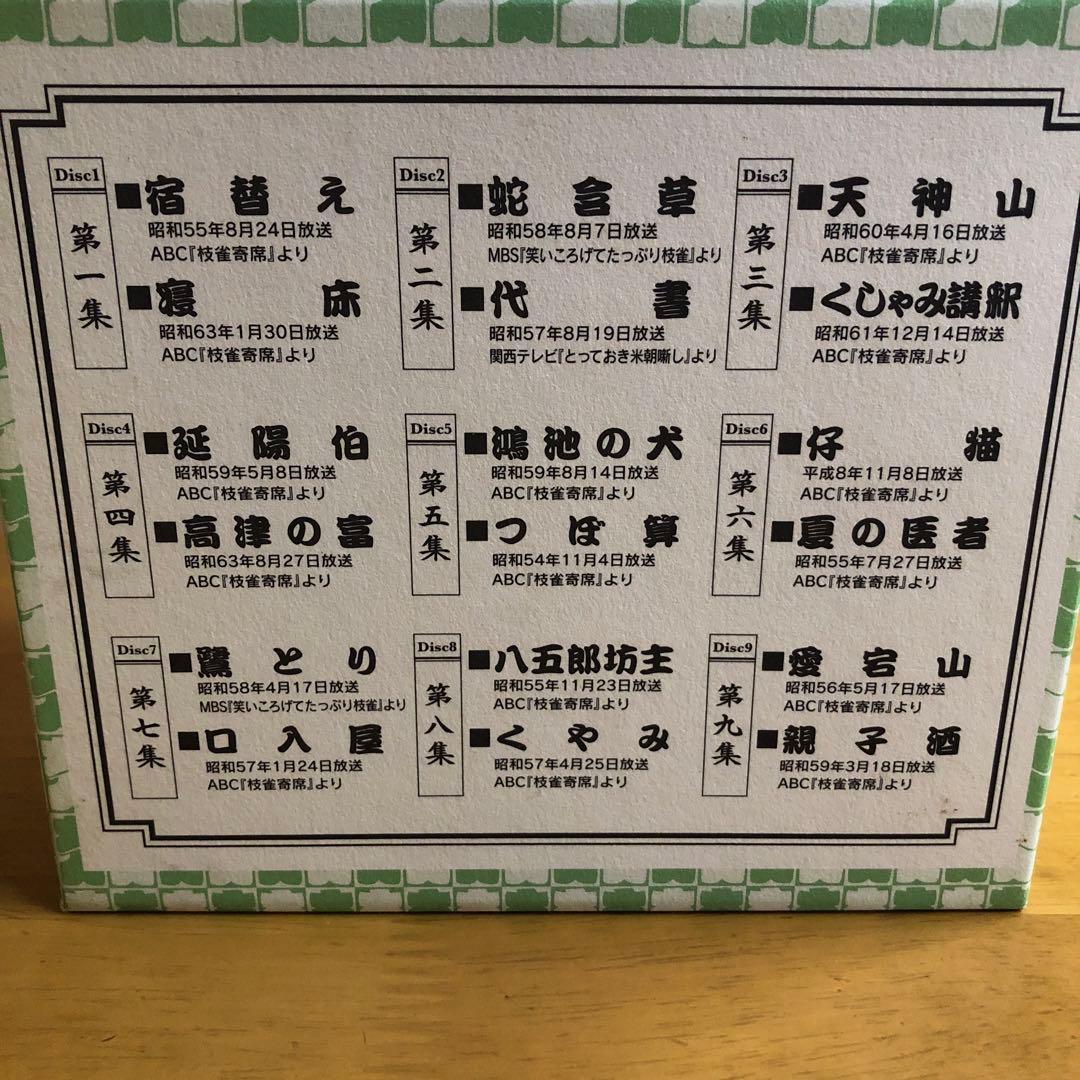 Disc1
第一集
■宿替え
昭和55年8月24日放送
ABC『枝雀寄席』より
■寝床
昭和63年1月30日放送
ABC『枝雀寄席』より
Disc2
第二集
■蛇含草
昭和58年8月7日放送
MBS『笑いころげてたっぷり枝雀』より
■代書
昭和57年8月19日放送
関西テレビ『とっておき米朝噺し』より
Disc3
第三集
■天神山
昭和60年4月16日放送
ABC『枝雀寄席』より
■くしゃみ講釈
昭和61年12月14日放送
ABC『枝雀寄席』より
Disc4
第四集
■延陽伯
昭和59年5月8日放送
ABC『枝雀寄席』より
■高津の富
昭和63年8月27日放送
ABC『枝雀寄席』より
Disc5
第五集
■鴻池の犬
昭和59年8月14日放送
ABC『枝雀寄席』より
■つぼ算
昭和54年11月4日放送
ABC『枝雀寄席』より
Disc6
第六集
■仔猫
平成8年11月8日放送
ABC『枝雀寄席』より
■夏の医者
昭和55年7月27日放送
ABC『枝雀寄席』より
Disc7
第七集
■鷺とり
昭和58年4月17日放送
MBS『笑いころげてたっぷり枝雀』より
■口入屋
昭和57年1月24日放送
ABC『枝雀寄席』より
Disc8
第八集
■八五郎坊主
昭和55年11月23日放送
ABC『枝雀寄席』より
■くやみ
昭和57年4月25日放送
ABC『枝雀寄席』より
Disc9
第九集
■愛宕山
昭和56年5月17日放送
ABC『枝雀寄席』より
■親子酒
昭和59年3月18日放送
ABC『枝雀寄席』より